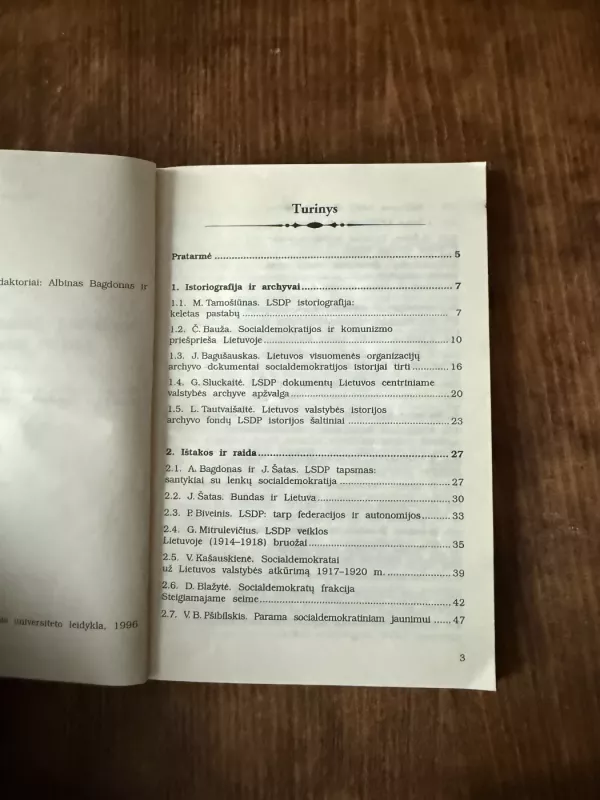 daktoriai: Albinas Bagdonas ir
universiteto leidykla, 1996
Turinys
Pratarmė ..... 5
1. Istoriografija ir archyvai ..... 7
1.1. M. Tamošiūnas. LSDP istoriografija:
keletas pastabų ..... 7
1.2. Č. Bauža. Socialdemokratijos ir komunizmo
priešprieša Lietuvoje ..... 10
1.3. J. Bagušauskas. Lietuvos visuomenės organizacijų
archyvo dokumentai socialdemokratijos istorijai tirti ..... 16
1.4. G. Sluckaitė. LSDP dokumentų Lietuvos centriniame
valstybės archyve apžvalga ..... 20
1.5. L. Tautvaišaitė. Lietuvos valstybės istorijos
archyvo fondų LSDP istorijos šaltiniai ..... 23
2. Ištakos ir raida ..... 27
2.1. A. Bagdonas ir J. Šatas. LSDP tapsmas:
santykiai su lenkų socialdemokratija ..... 27
2.2. J. Šatas. Bundas ir Lietuva ..... 30
2.3. P. Biveinis. LSDP: tarp federacijos ir autonomijos ..... 33
2.4. G. Mitrulevičius. LSDP veiklos
Lietuvoje (1914–1918) bruožai ..... 35
2.5. V. Kašauskienė. Socialdemokratai
už Lietuvos valstybės atkūrimą 1917–1920 m. ..... 39
2.6. D. Blažytė. Socialdemokratų frakcija
Steigiamajame seime ..... 42
2.7. V. B. Pšibilskis. Parama socialdemokratiniam jaunimui ..... 47
3